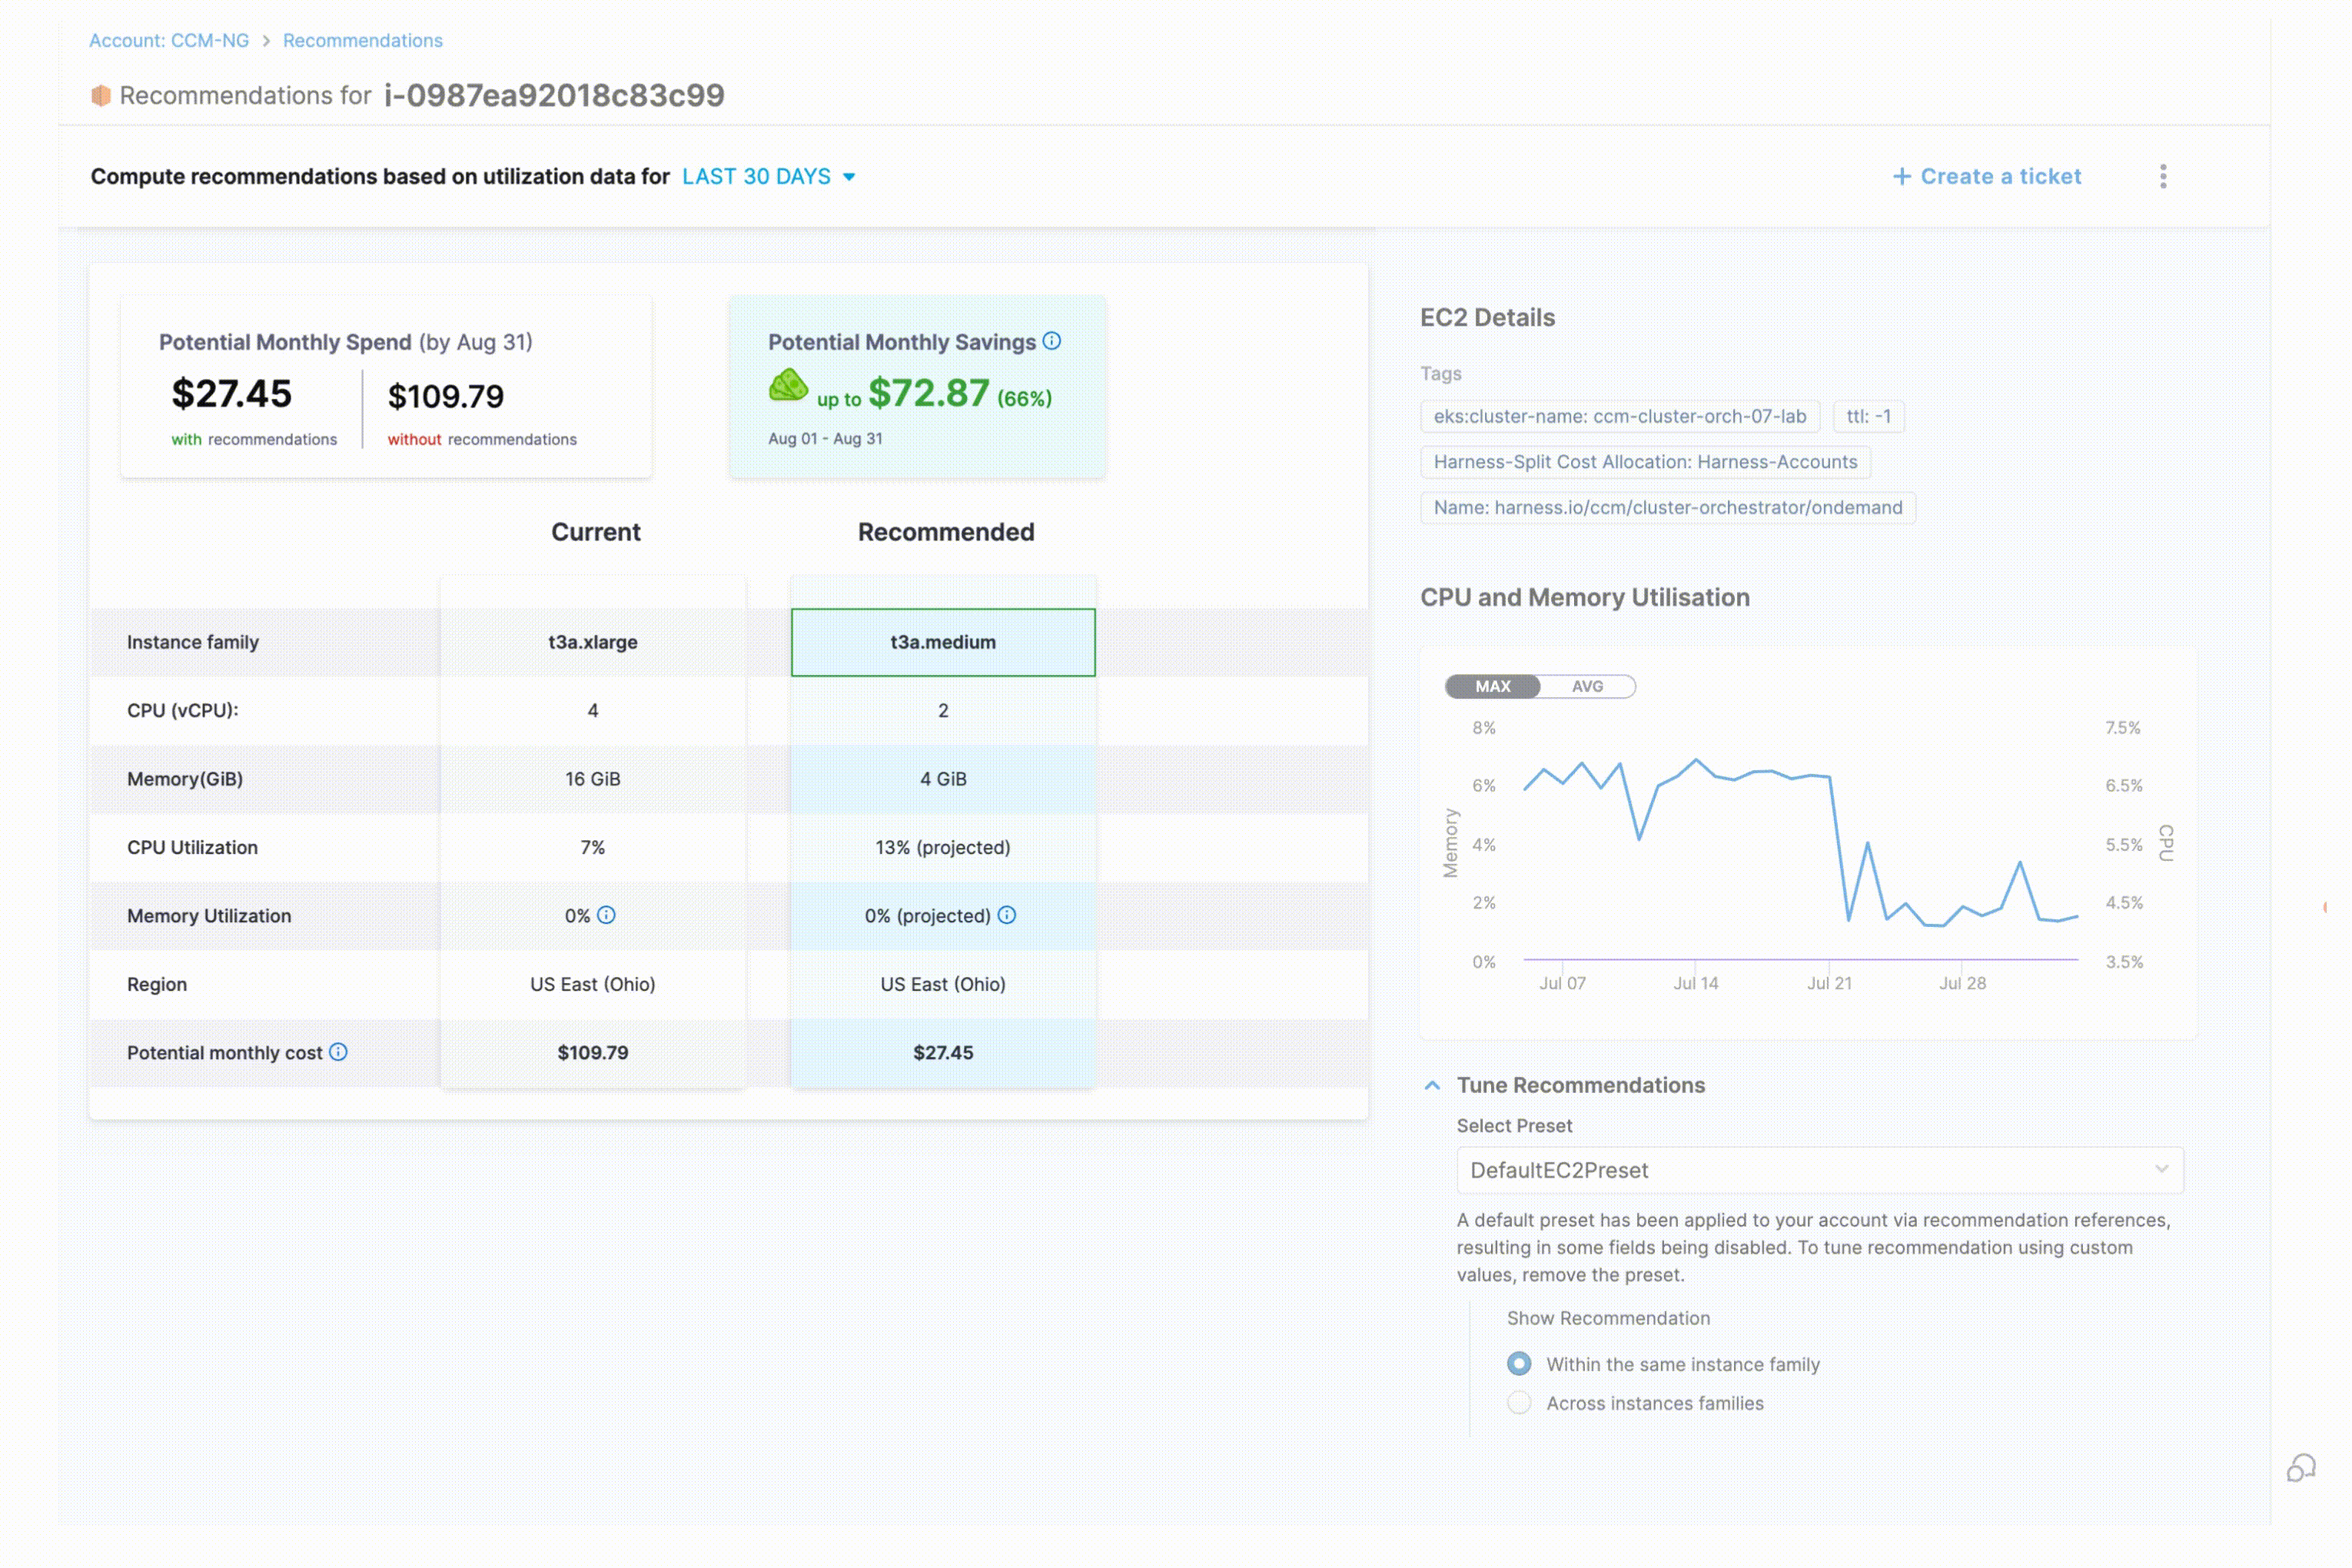 Account: CCM-NG > Recommendations
Recommendations for i-0987ea92018c83c99
Compute recommendations based on utilization data for LAST 30 DAYS
+ Create a ticket
Potential Monthly Spend (by Aug 31)
$27.45 $109.79
with recommendations without recommendations
Potential Monthly Savings
up to $72.87 (66%)
Aug 01 - Aug 31
Current Recommended
Instance family t3a.xlarge t3a.medium
CPU (vCPU): 4 2
Memory(GiB) 16 GiB 4 GiB
CPU Utilization 7% 13% (projected)
Memory Utilization 0% 0% (projected)
Region US East (Ohio) US East (Ohio)
Potential monthly cost $109.79 $27.45
EC2 Details
Tags
eks:cluster-name: ccm-cluster-orch-07-lab ttl: -1
Harness-Split Cost Allocation: Harness-Accounts
Name: harness.io/ccm/cluster-orchestrator/ondemand
CPU and Memory Utilisation
MAX AVG
8% 7.5%
6% 6.5%
4% 5.5%
2% 4.5%
0% 3.5%
Memory
CPU
Jul 07 Jul 14 Jul 21 Jul 28
Tune Recommendations
Select Preset
DefaultEC2Preset
A default preset has been applied to your account via recommendation references,
resulting in some fields being disabled. To tune recommendation using custom
values, remove the preset.
Show Recommendation
Within the same instance family
Across instances families